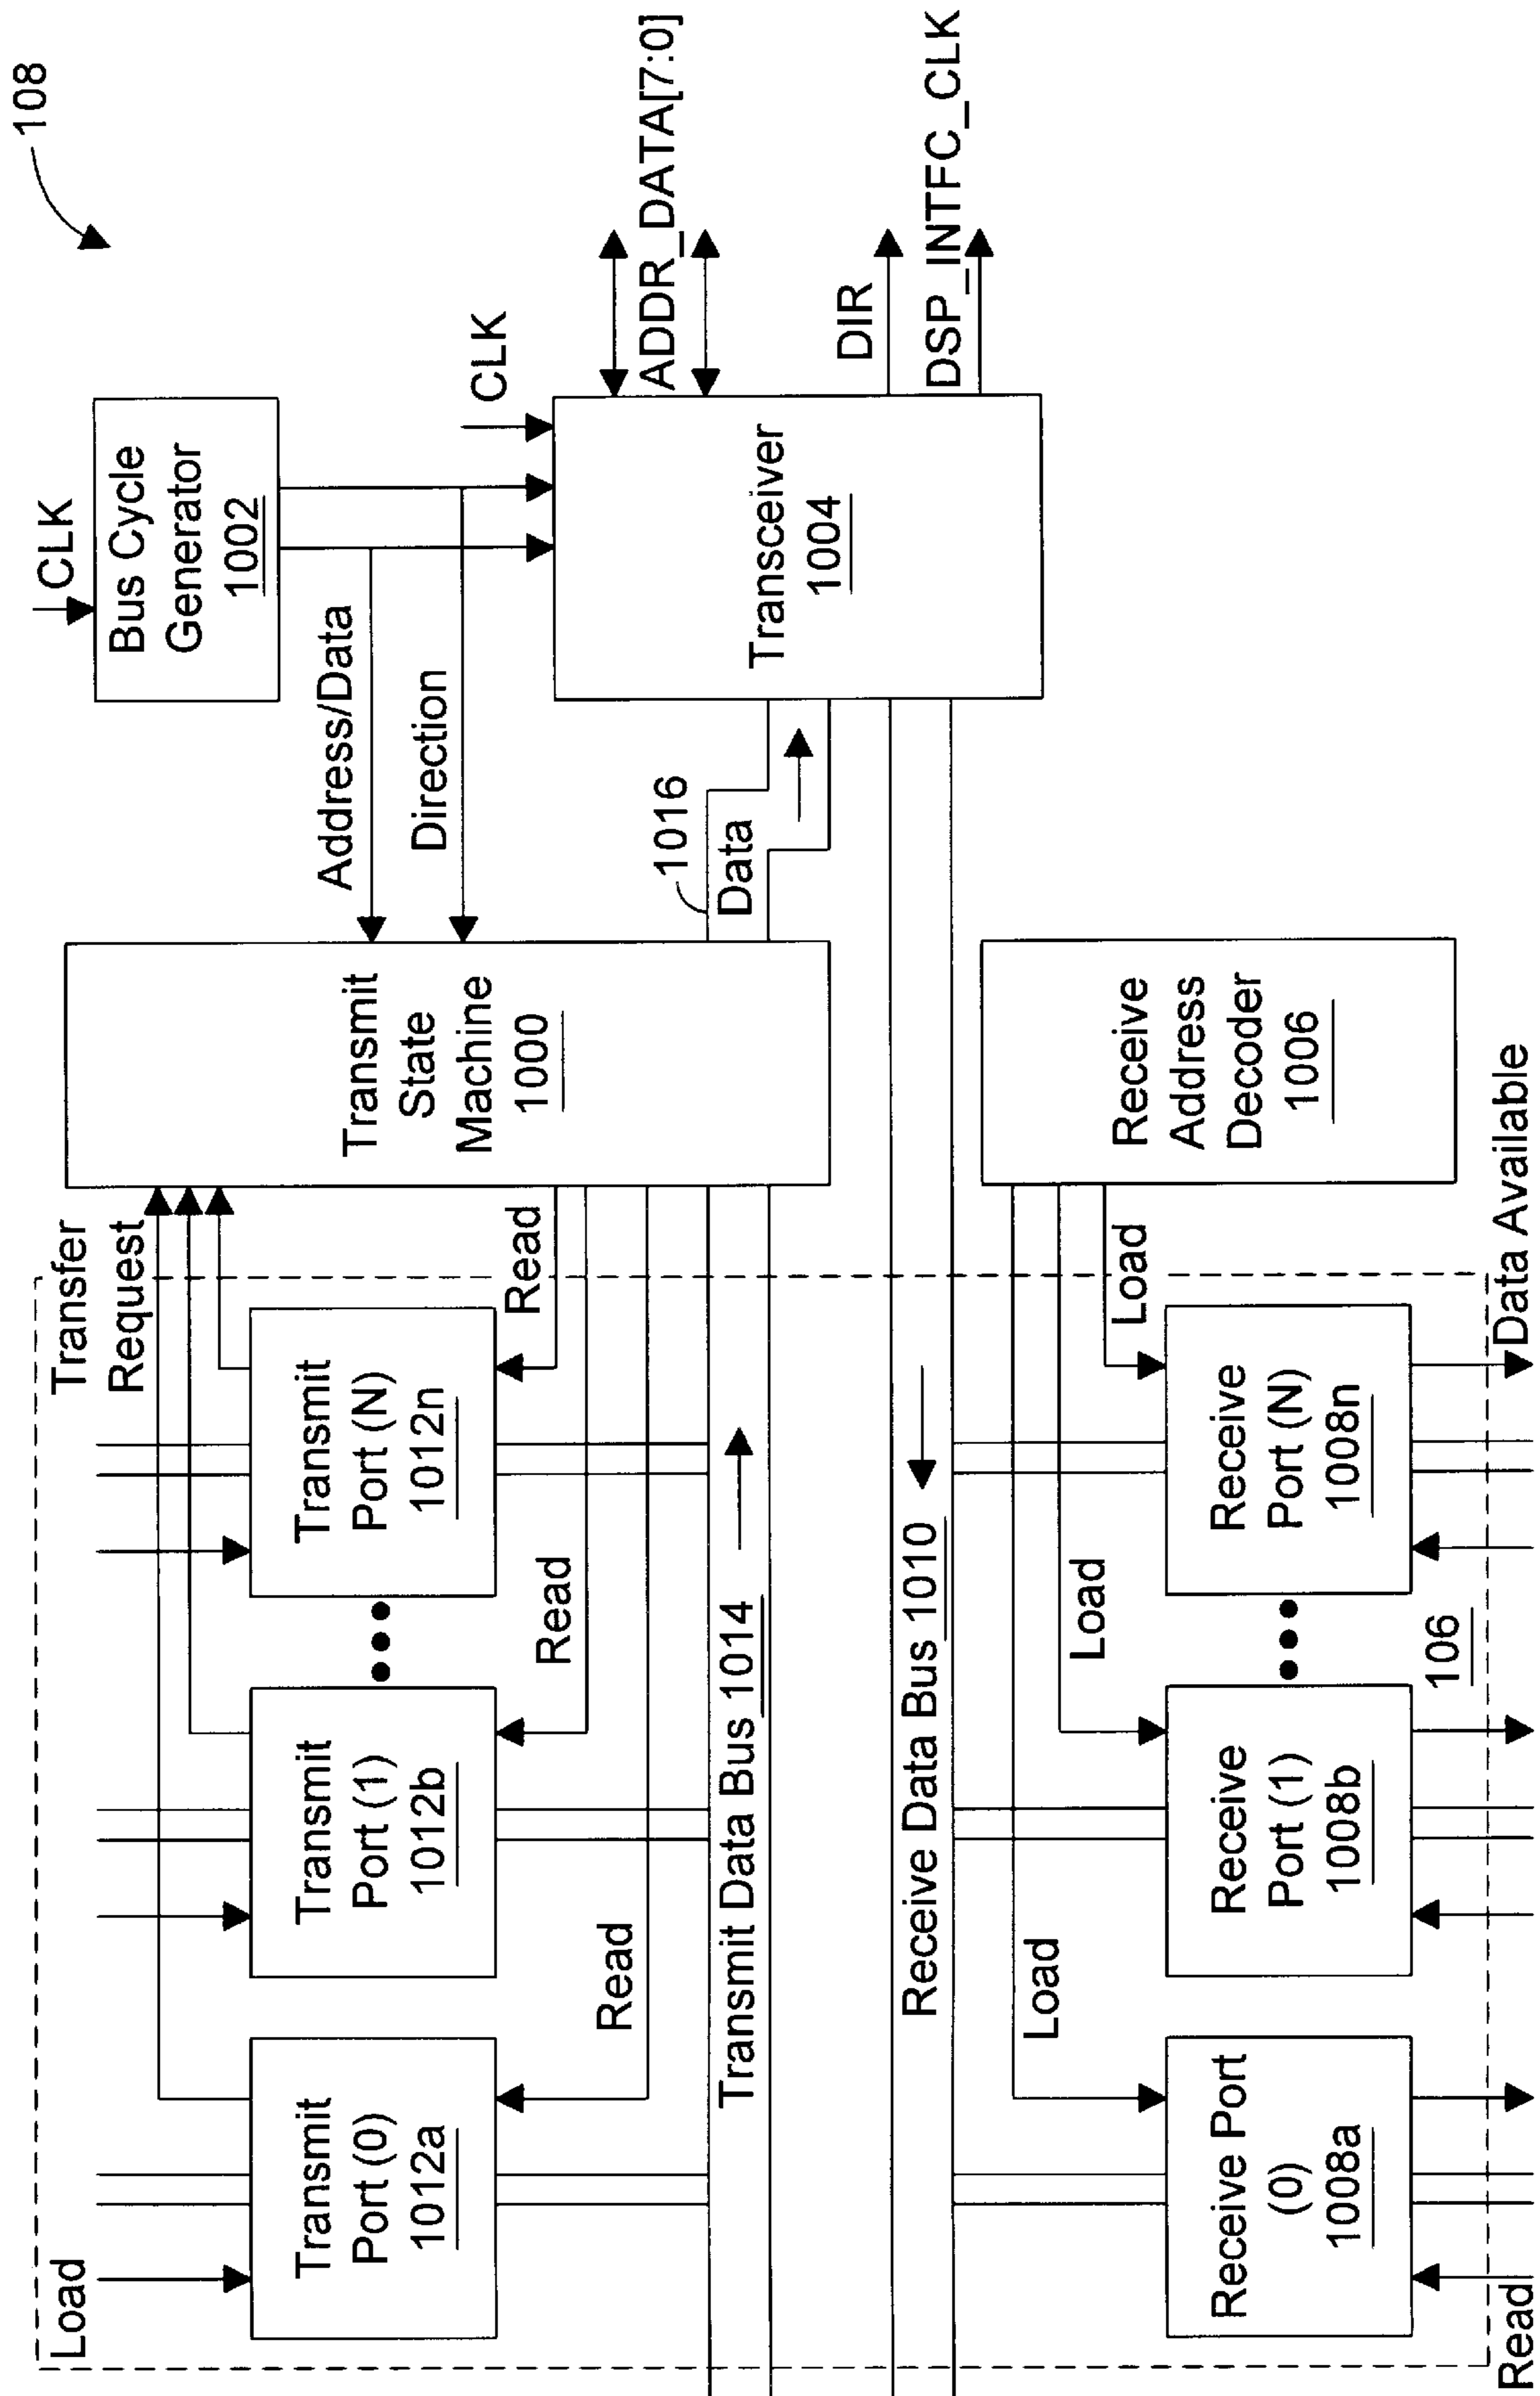 108
CLK
Bus Cycle
Generator
1002
CLK
ADDR_DATA[7:0]
Transceiver
1004
DIR
DSP_INTFC_CLK
Address/Data
Direction
1016
Data
Transmit
State
Machine
1000
Receive
Address
Decoder
1006
Transfer
Request
Read
Read
Read
Load
Transmit
Port (0)
1012a
Transmit
Port (1)
1012b
Transmit
Port (N)
1012n
Transmit Data Bus 1014
Receive Data Bus 1010
Load
Load
Load
Receive Port
(0)
1008a
Receive
Port (1)
1008b
Receive
Port (N)
1008n
106
Read
Data Available